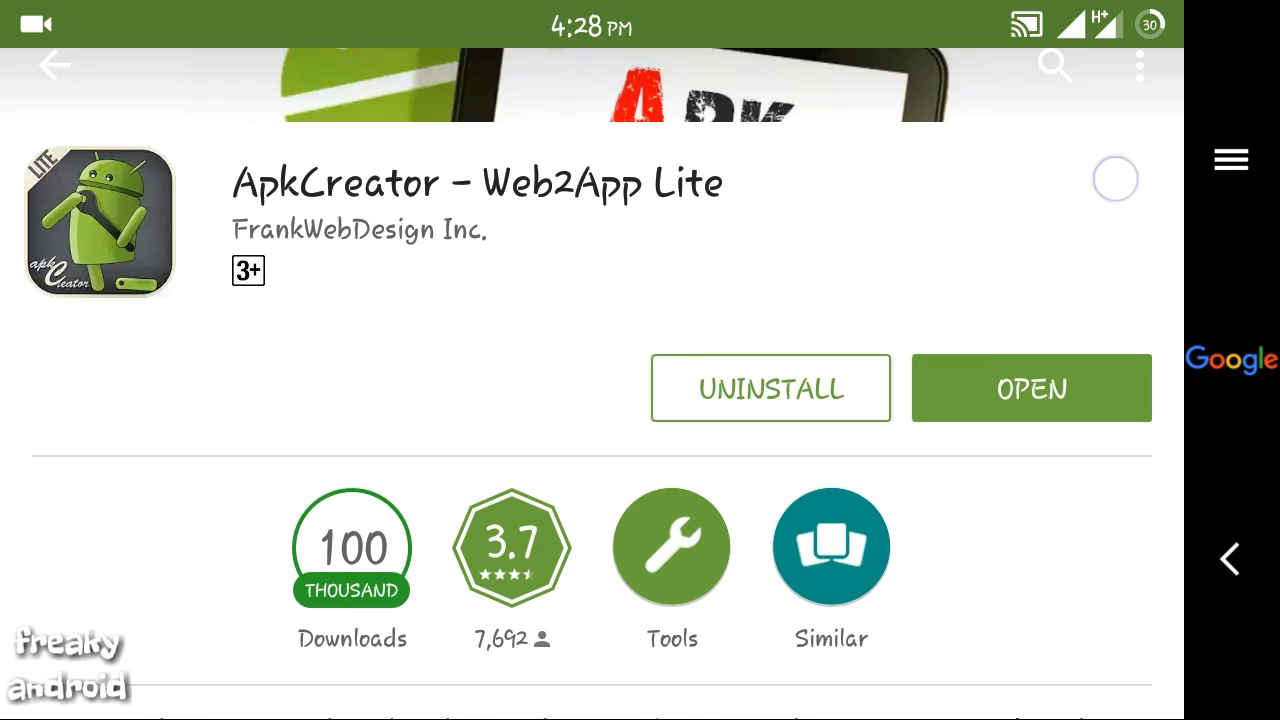 4:28 PM
H+
30
APK
LITE
apk Creator
ApkCreator – Web2App Lite
FrankWebDesign Inc.
3+
UNINSTALL
OPEN
Google
100
THOUSAND
3.7
Downloads
7,692
Tools
Similar
freaky
android